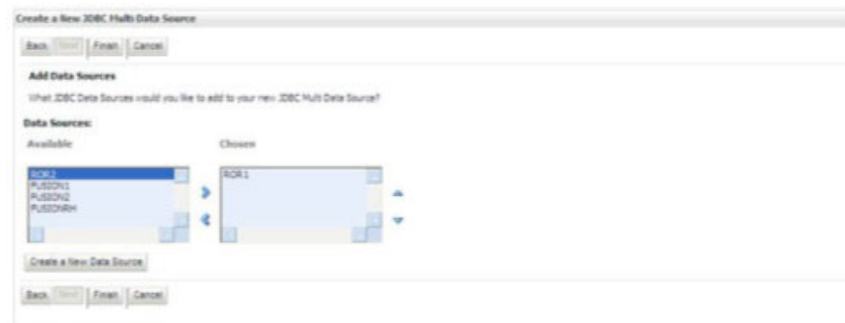 Create a New JDBC Multi Data Source
Back Next Finish Cancel
Add Data Sources
What JDBC Data Sources would you like to add to your new JDBC Multi Data Source?
Data Sources:
Available Chosen
ROR2 ROR1
FUSION1
FUSION2
FUSIONRH
Create a New Data Source
Back Next Finish Cancel